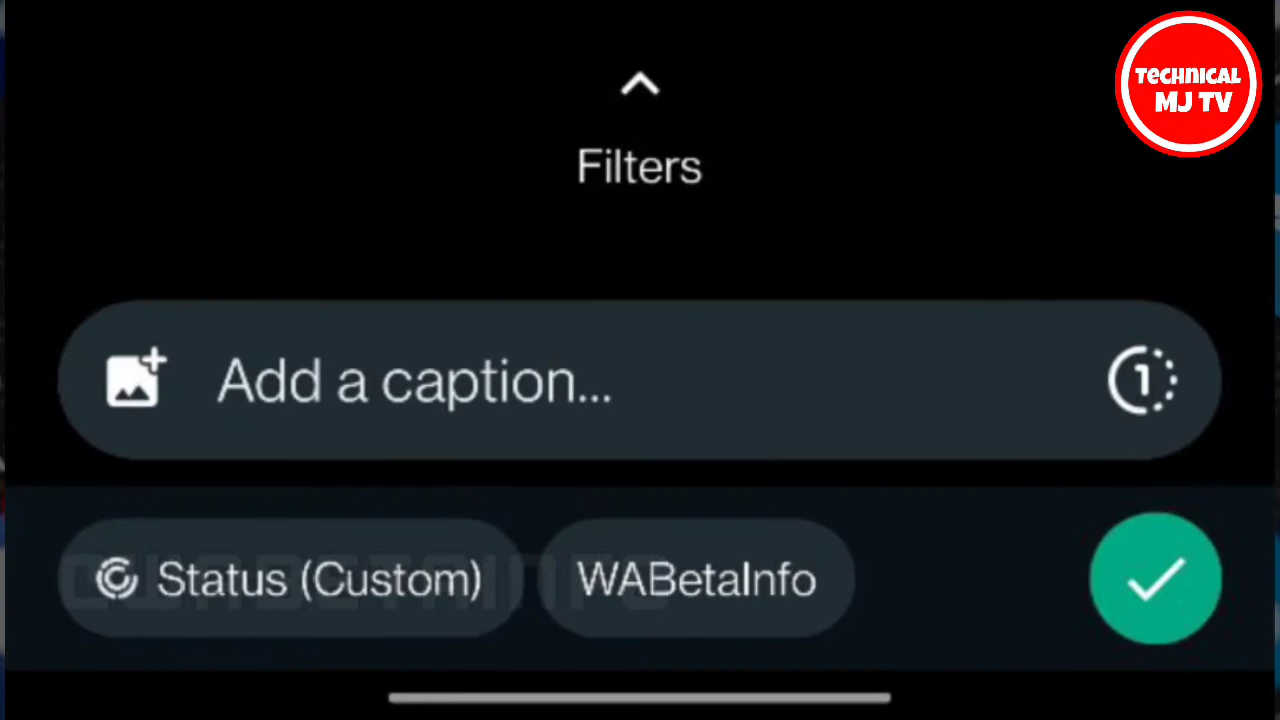 TECHNICAL
MJ TV
Filters
Add a caption...
1
Status (Custom) WABetaInfo